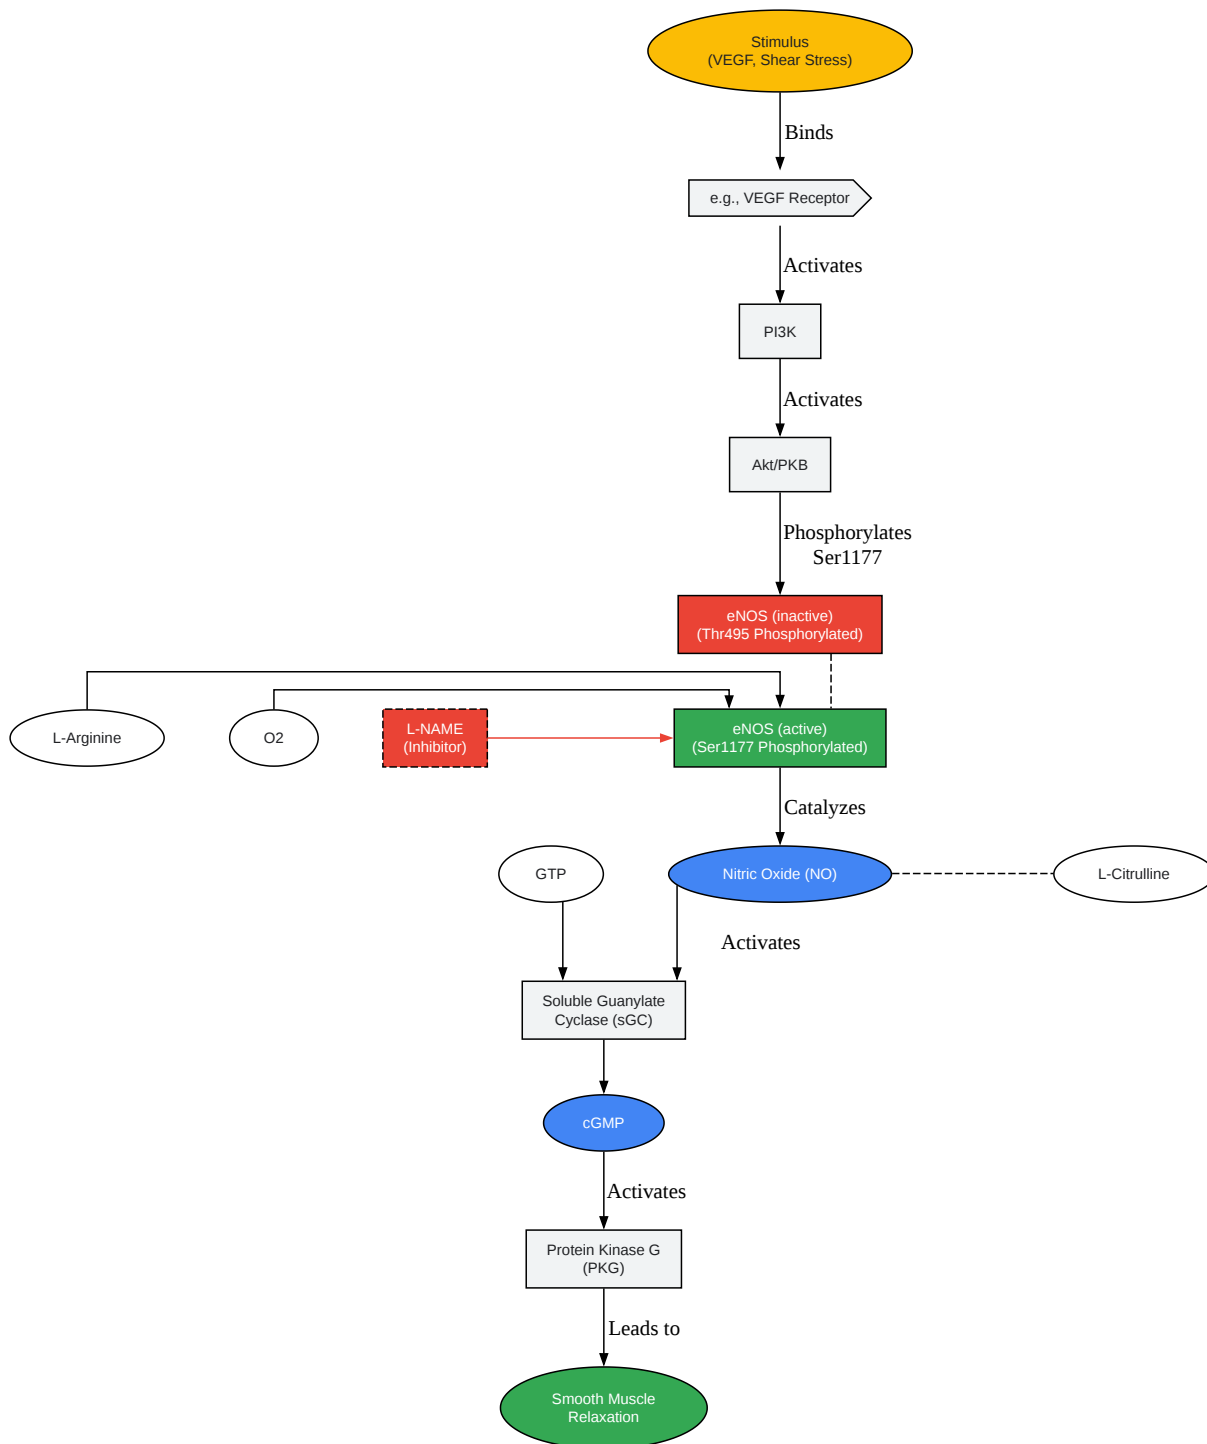 Stimulus
(VEGF, Shear Stress)
Binds
e.g., VEGF Receptor
Activates
PI3K
Activates
Akt/PKB
Phosphorylates
Ser1177
eNOS (inactive)
(Thr495 Phosphorylated)
L-Arginine
O2
L-NAME
(Inhibitor)
eNOS (active)
(Ser1177 Phosphorylated)
Catalyzes
GTP
Nitric Oxide (NO)
L-Citrulline
Activates
Soluble Guanylate
Cyclase (sGC)
cGMP
Activates
Protein Kinase G
(PKG)
Leads to
Smooth Muscle
Relaxation